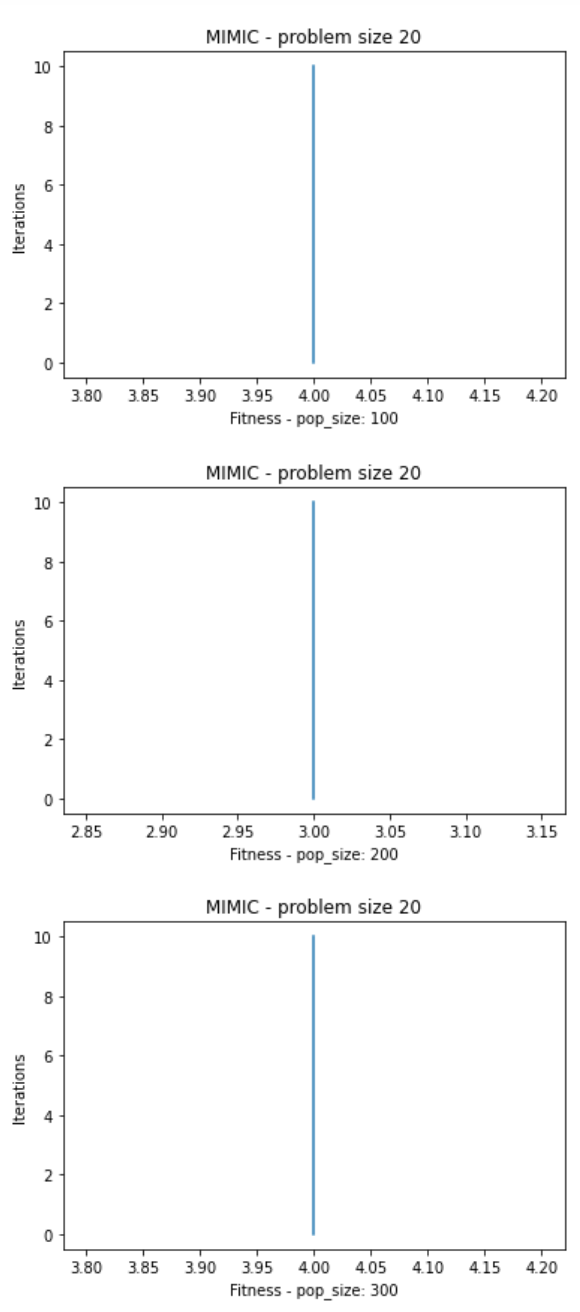 MIMIC - problem size 20
10
8
6
4
2
0
Iterations
3.80 3.85 3.90 3.95 4.00 4.05 4.10 4.15 4.20
Fitness - pop_size: 100
MIMIC - problem size 20
10
8
6
4
2
0
Iterations
2.85 2.90 2.95 3.00 3.05 3.10 3.15
Fitness - pop_size: 200
MIMIC - problem size 20
10
8
6
4
2
0
Iterations
3.80 3.85 3.90 3.95 4.00 4.05 4.10 4.15 4.20
Fitness - pop_size: 300